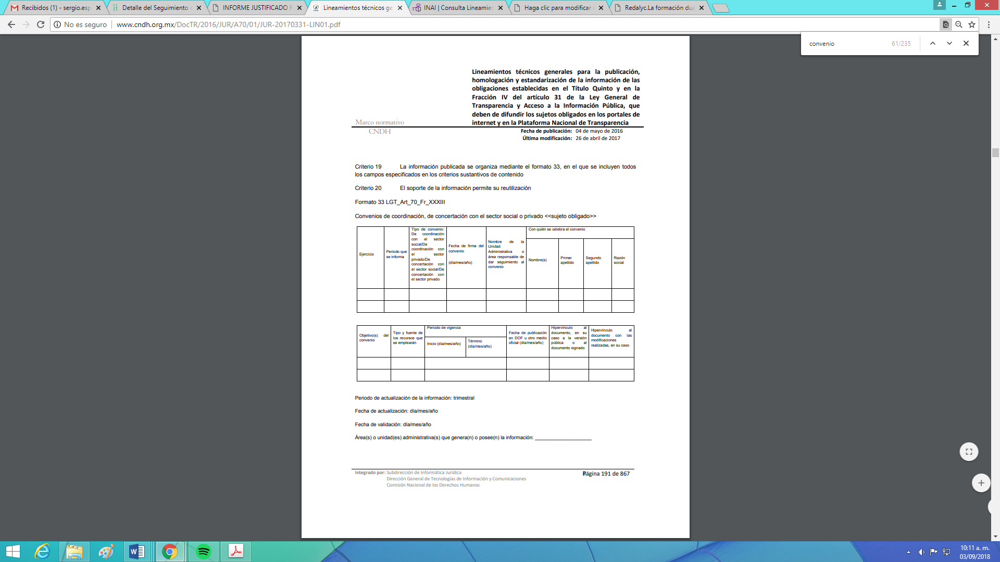 Recibidos (1) - sergio.esp
Detalle del Seguimiento
INFORME JUSTIFICADO R
Lineamientos técnicos ge
INAI | Consulta Lineamier
Haga clic para modificar
Redalyc.La formación dua
No es seguro
www.cndh.org.mx/DocTR/2016/JUR/A70/01/JUR-20170331-LIN01.pdf
convenio
61/235
Lineamientos técnicos generales para la publicación,
homologación y estandarización de la información de las
obligaciones establecidas en el Título Quinto y en la
Fracción IV del artículo 31 de la Ley General de
Transparencia y Acceso a la Información Pública, que
deben de difundir los sujetos obligados en los portales de
internet y en la Plataforma Nacional de Transparencia
Marco normativo
CNDH
Fecha de publicación: 04 de mayo de 2016
Última modificación: 26 de abril de 2017
Criterio 19 La información publicada se organiza mediante el formato 33, en el que se incluyen todos
los campos especificados en los criterios sustantivos de contenido
Criterio 20 El soporte de la información permite su reutilización
Formato 33 LGT_Art_70_Fr_XXXIII
Convenios de coordinación, de concertación con el sector social o privado <<sujeto obligado>>
Ejercicio
Periodo que
se informa
Tipo de convenio:
De coordinación
con el sector
social/De
coordinación con
el sector
privado/De
concertación con
el sector social/De
concertación con
el sector privado
Fecha de firma del
convenio
(día/mes/año)
Nombre de la
Unidad
Administrativa o
área responsable de
dar seguimiento al
convenio
Con quién se celebra el convenio
Nombre(s)
Primer
apellido
Segundo
apellido
Razón
social
Objetivo(s) del
convenio
Tipo y fuente de
los recursos que
se emplearán
Periodo de vigencia
Inicio (día/mes/año)
Término
(día/mes/año)
Fecha de publicación
en DOF u otro medio
oficial (día/mes/año)
Hipervínculo al
documento, en su
caso a la versión
pública o al
documento signado
Hipervínculo al
documento con las
modificaciones
realizadas, en su caso
Periodo de actualización de la información: trimestral
Fecha de actualización: día/mes/año
Fecha de validación: día/mes/año
Área(s) o unidad(es) administrativa(s) que genera(n) o posee(n) la información: ____________________
Integrado por: Subdirección de Informática Jurídica
Dirección General de Tecnologías de Información y Comunicaciones
Comisión Nacional de los Derechos Humanos
Página 191 de 867
10:11 a. m.
03/09/2018